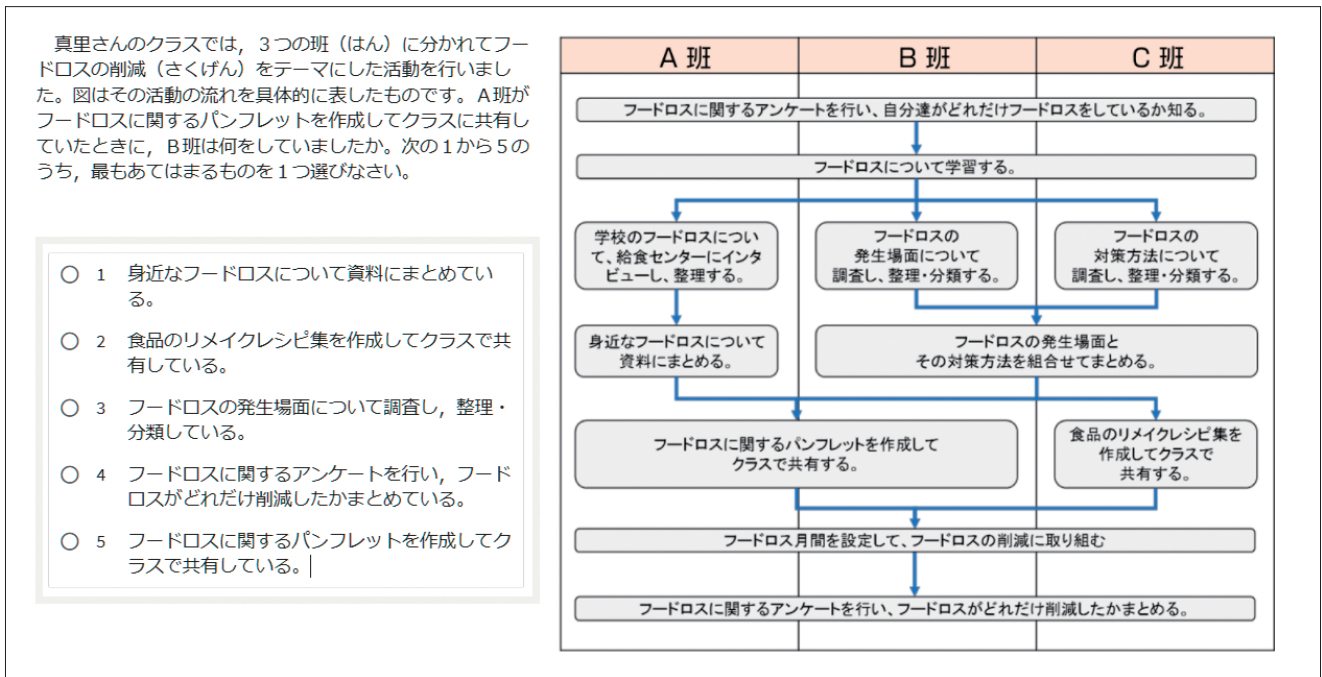 真里さんのクラスでは，３つの班（はん）に分かれてフー
ドロスの削減（さくげん）をテーマにした活動を行いまし
た。図はその活動の流れを具体的に表したものです。Ａ班が
フードロスに関するパンフレットを作成してクラスに共有し
ていたときに，Ｂ班は何をしていましたか。次の１から５の
うち，最もあてはまるものを１つ選びなさい。
1 身近なフードロスについて資料にまとめてい
る。
2 食品のリメイクレシピ集を作成してクラスで共
有している。
3 フードロスの発生場面について調査し，整理・
分類している。
4 フードロスに関するアンケートを行い，フード
ロスがどれだけ削減したかまとめている。
5 フードロスに関するパンフレットを作成してク
ラスで共有している。
A 班 B 班 C 班
フードロスに関するアンケートを行い、自分達がどれだけフードロスをしているか知る。
フードロスについて学習する。
学校のフードロスについ
て、給食センターにインタ
ビューし、整理する。
フードロスの
発生場面について
調査し、整理・分類する。
フードロスの
対策方法について
調査し、整理・分類する。
身近なフードロスについて
資料にまとめる。
フードロスの発生場面と
その対策方法を組合せてまとめる。
フードロスに関するパンフレットを作成して
クラスで共有する。
食品のリメイクレシピ集を
作成してクラスで
共有する。
フードロス月間を設定して、フードロスの削減に取り組む
フードロスに関するアンケートを行い、フードロスがどれだけ削減したかまとめる。